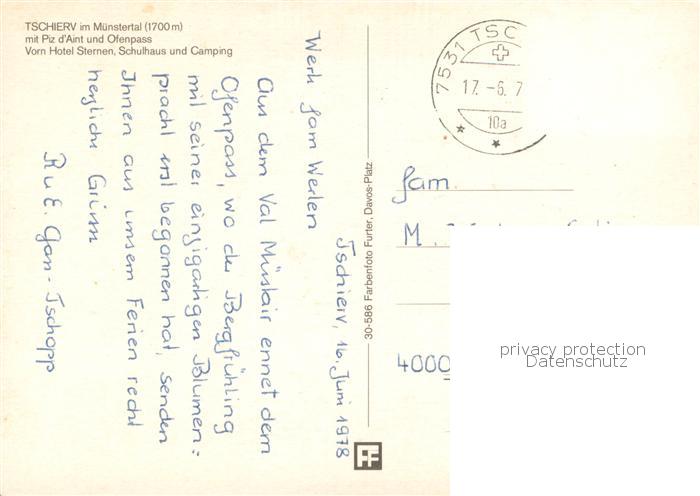 TSCHIERV im Münstertal (1700 m)
mit Piz d'Aint und Ofenpass
Vorn Hotel Sternen, Schulhaus und Camping
Tschierv, 16. Juni 1978
Werte Fam Werlen
Aus dem Val Müstair ennet dem
Ofenpass, wo der Bergfrühling
mit seiner einzigartigen Blumen=
pracht erst begonnen hat, senden
Ihnen aus unsern Ferien recht
herzliche Grüsse
R u E. Gan-Tschopp
30-586 Farbenfoto Furter, Davos-Platz
FF
7531 TSC
17. -6. 7
10a
Fam.
M.
4000
privacy protection
Datenschutz